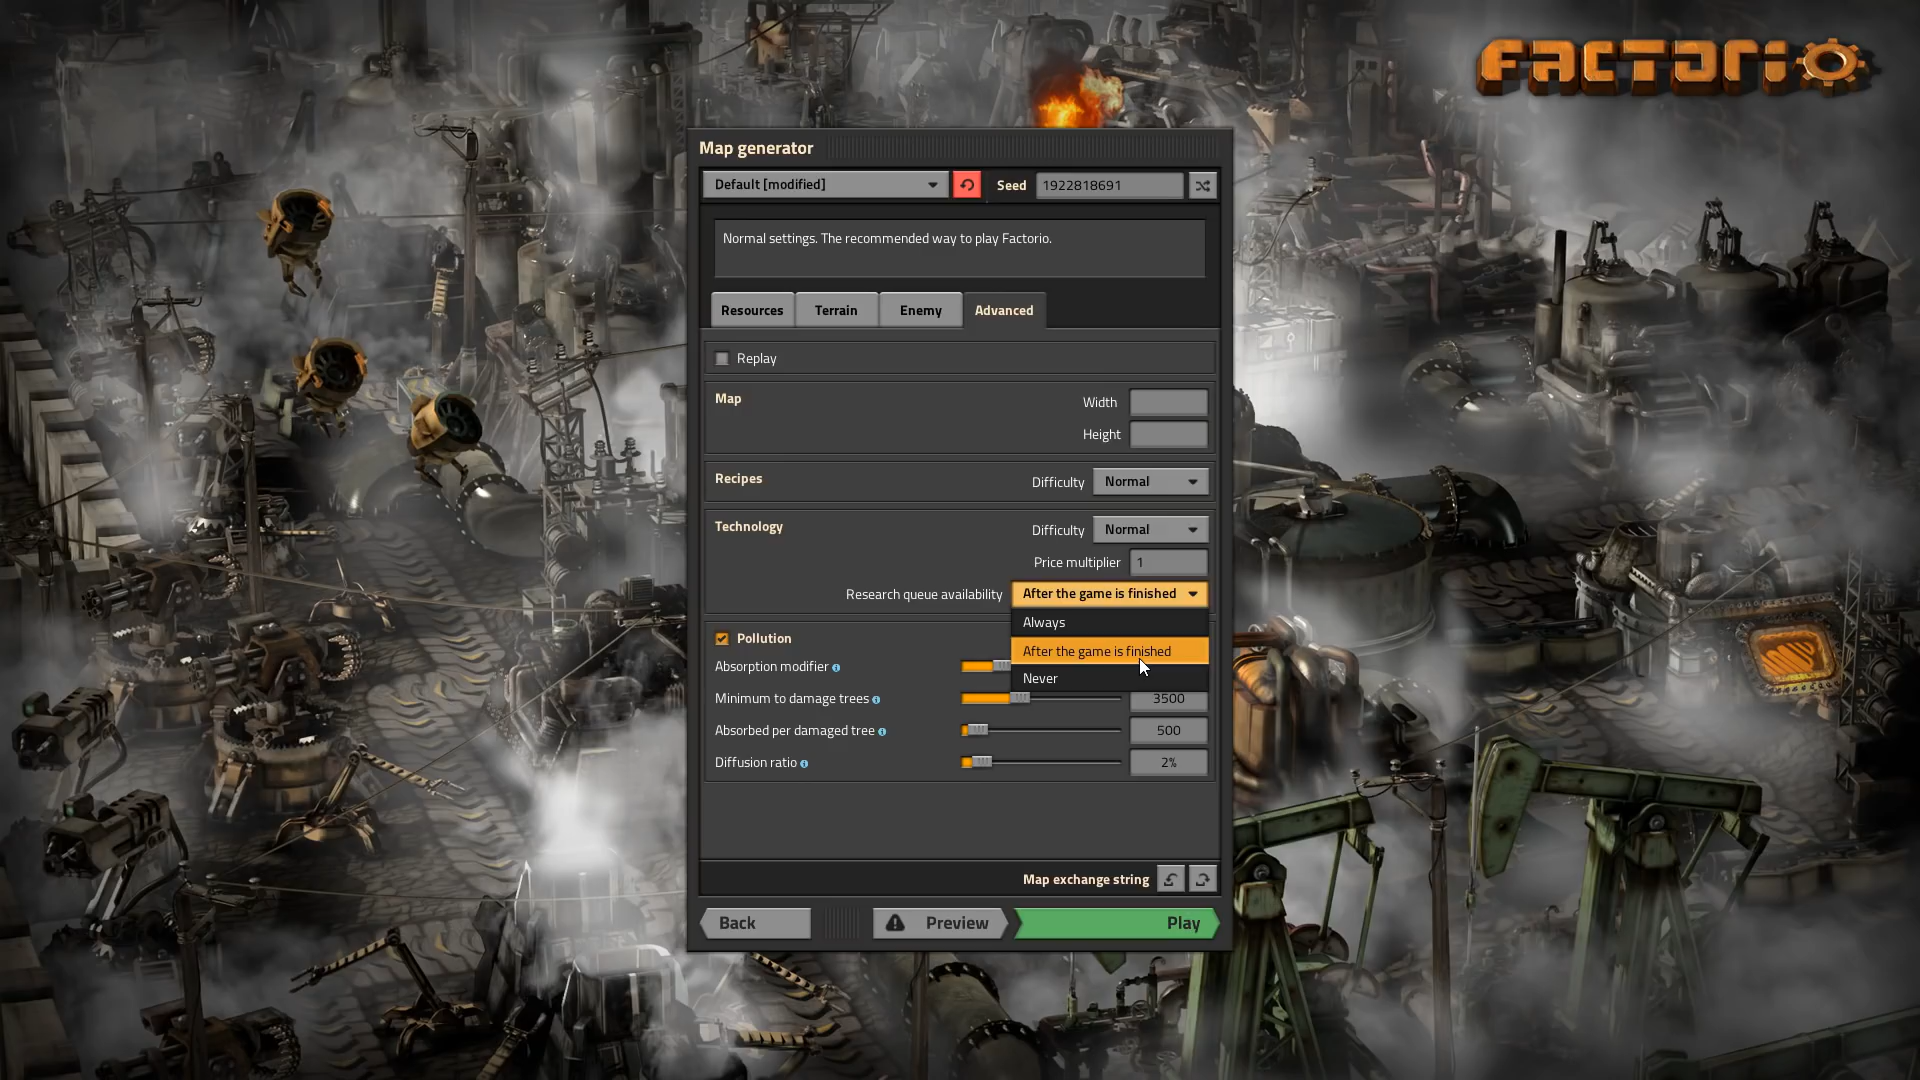 FACTORIO
Map generator
Default [modified]
Seed
1922818691
Normal settings. The recommended way to play Factorio.
Resources
Terrain
Enemy
Advanced
Replay
Map
Width
Height
Recipes
Difficulty
Normal
Technology
Difficulty
Normal
Price multiplier
1
Research queue availability
After the game is finished
Always
After the game is finished
Never
Pollution
Absorption modifier
Minimum to damage trees
3500
Absorbed per damaged tree
500
Diffusion ratio
2%
Map exchange string
Back
Preview
Play